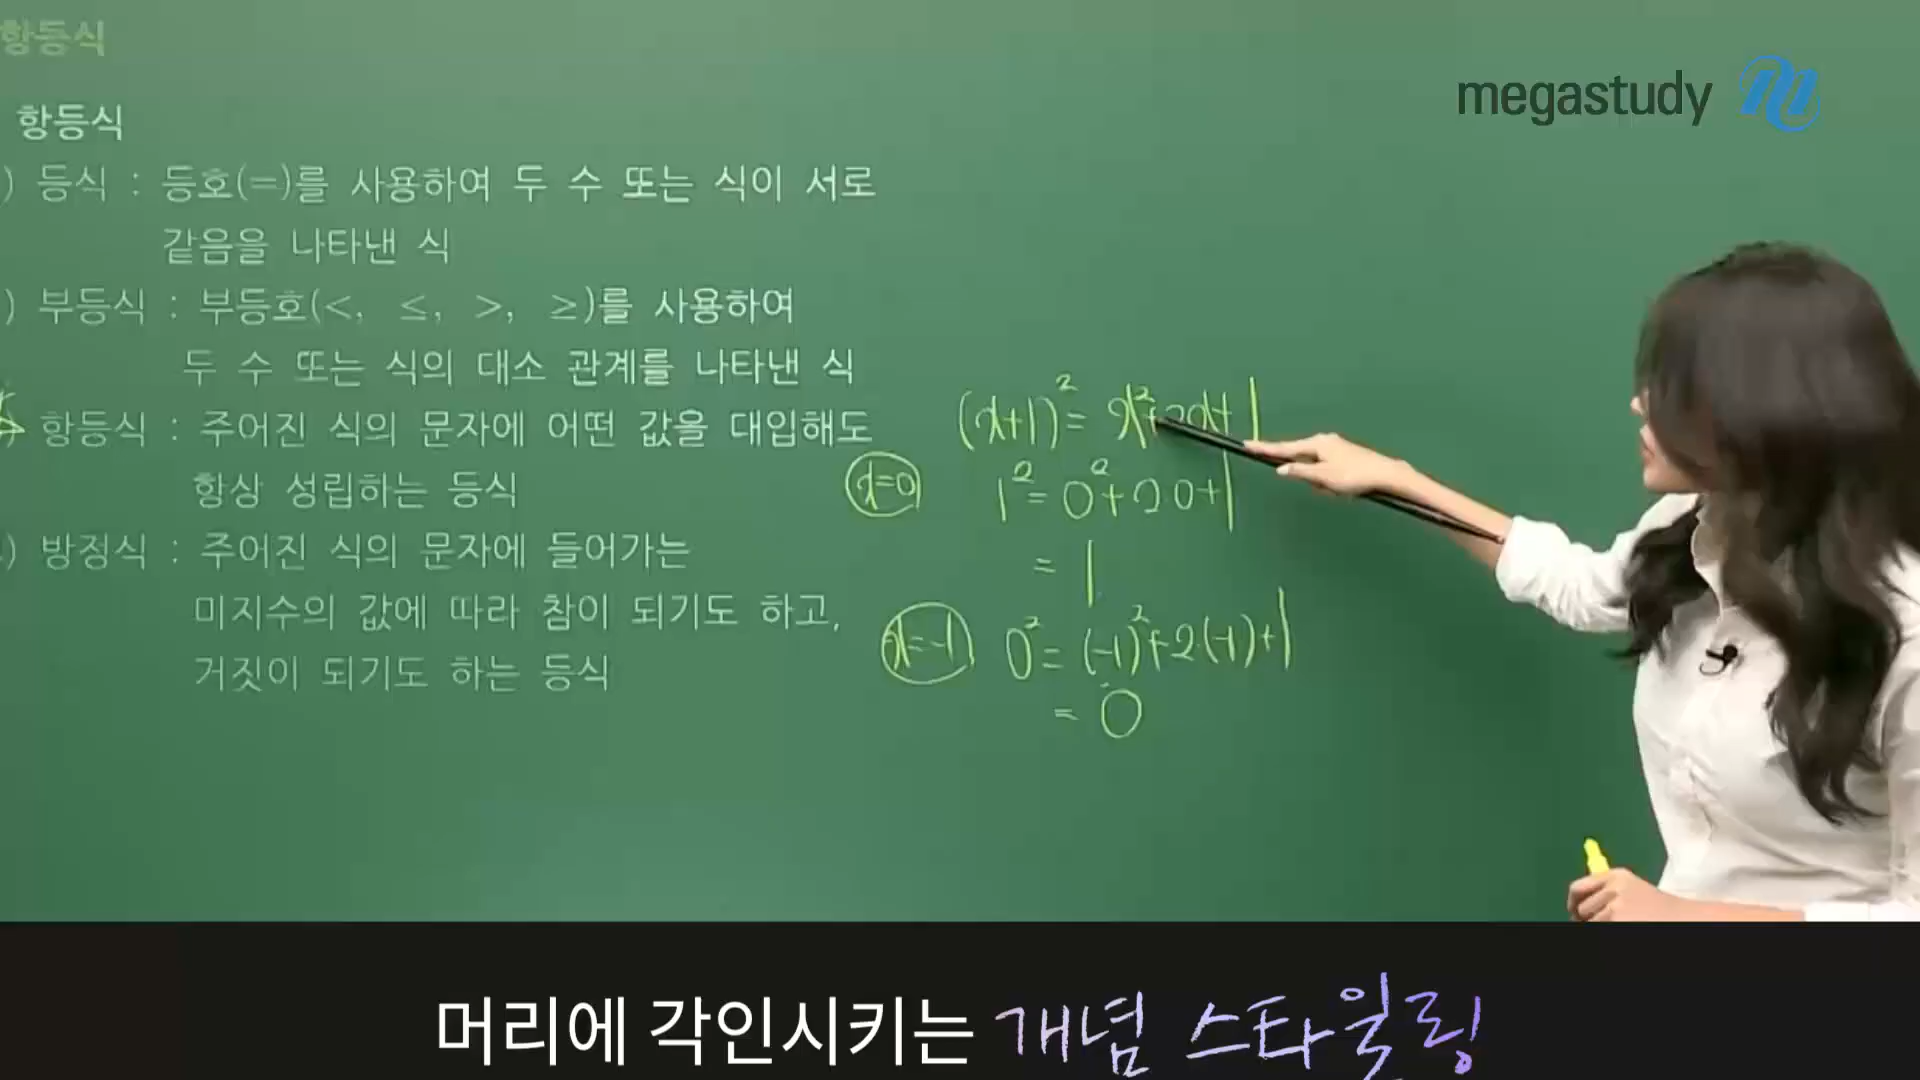 항등식
megastudy
항등식
) 등식 : 등호(=)를 사용하여 두 수 또는 식이 서로
같음을 나타낸 식
) 부등식 : 부등호(<, ≤, >, ≥)를 사용하여
두 수 또는 식의 대소 관계를 나타낸 식
) 항등식 : 주어진 식의 문자에 어떤 값을 대입해도
항상 성립하는 등식
) 방정식 : 주어진 식의 문자에 들어가는
미지수의 값에 따라 참이 되기도 하고,
거짓이 되기도 하는 등식
(x+1)²= x²+2x+1
x=0 1²=0²+2·0+1
= 1
x=-1 0²=(-1)²+2·(-1)+1
= 0
머리에 각인시키는 개념 스타일링